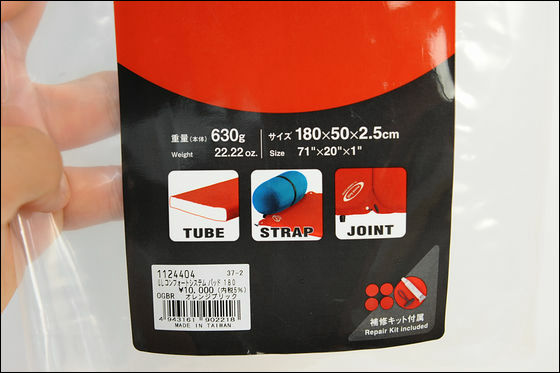 重量(本体) 630g サイズ 180×50×2.5cm
Weight 22.22 oz. Size 71"×20"×1"
TUBE STRAP JOINT
1124404 37-2
U.L.コンフォートシステム パッド 180
¥10,000 (内税5%)
OGBR オレンジブリック
4 943161 902218
MADE IN TAIWAN
補修キット付属
Repair Kit included